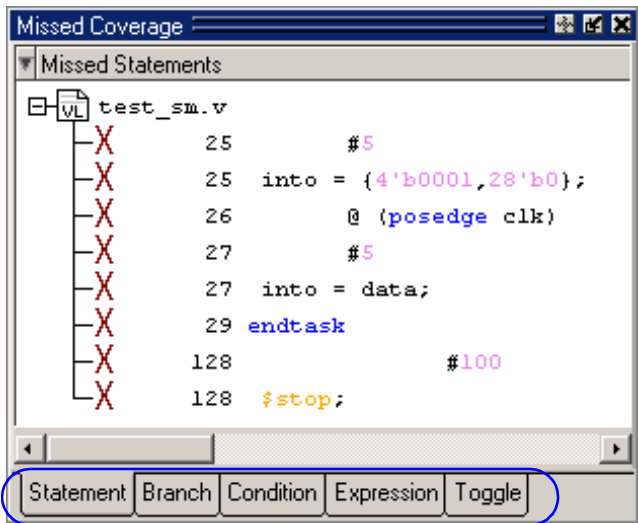 Missed Coverage
Missed Statements
VL test_sm.v
X 25 #5
X 25 into = {4'b0001,28'b0};
X 26 @ (posedge clk)
X 27 #5
X 27 into = data;
X 29 endtask
X 128 #100
X 128 $stop;
Statement Branch Condition Expression Toggle